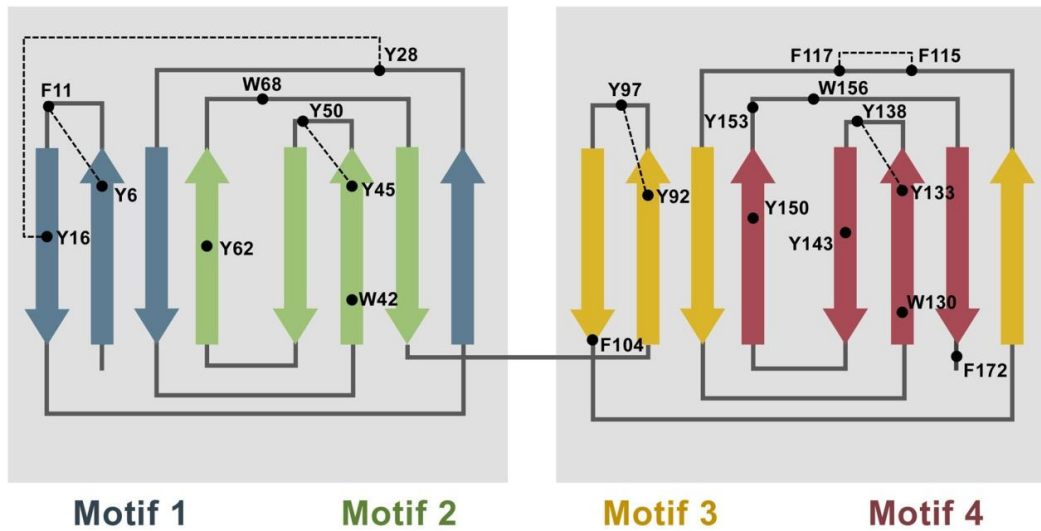 Y28
F11
W68
Y50
Y6
Y45
Y16
Y62
W42
F117
F115
Y97
W156
Y153
Y138
Y92
Y133
Y150
Y143
W130
F104
F172
Motif 1
Motif 2
Motif 3
Motif 4